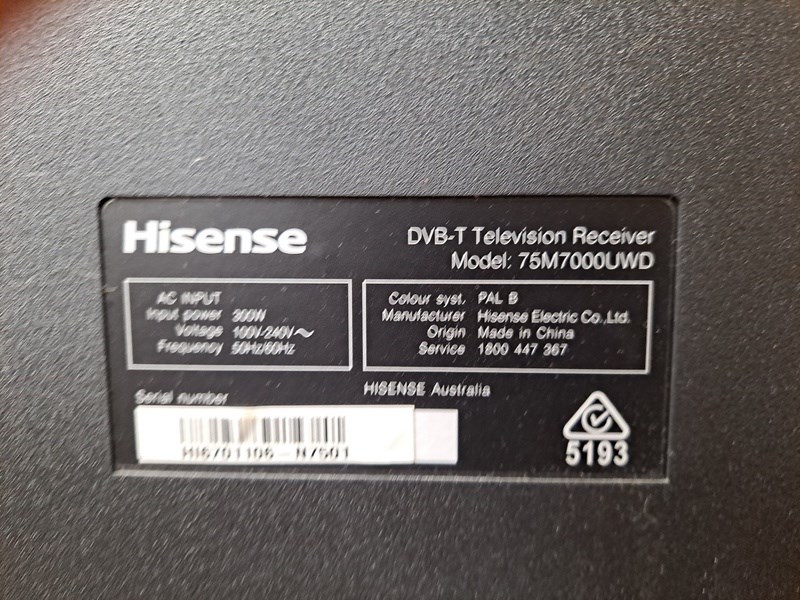 Hisense
DVB-T Television Receiver
Model: 75M7000UWD
AC INPUT
Input power 300W
Voltage 100V-240V~
Frequency 50Hz/60Hz
Colour syst. PAL B
Manufacturer Hisense Electric Co.,Ltd.
Origin Made in China
Service 1800 447 367
HISENSE Australia
Serial number
HI6701106-N7S01
5193